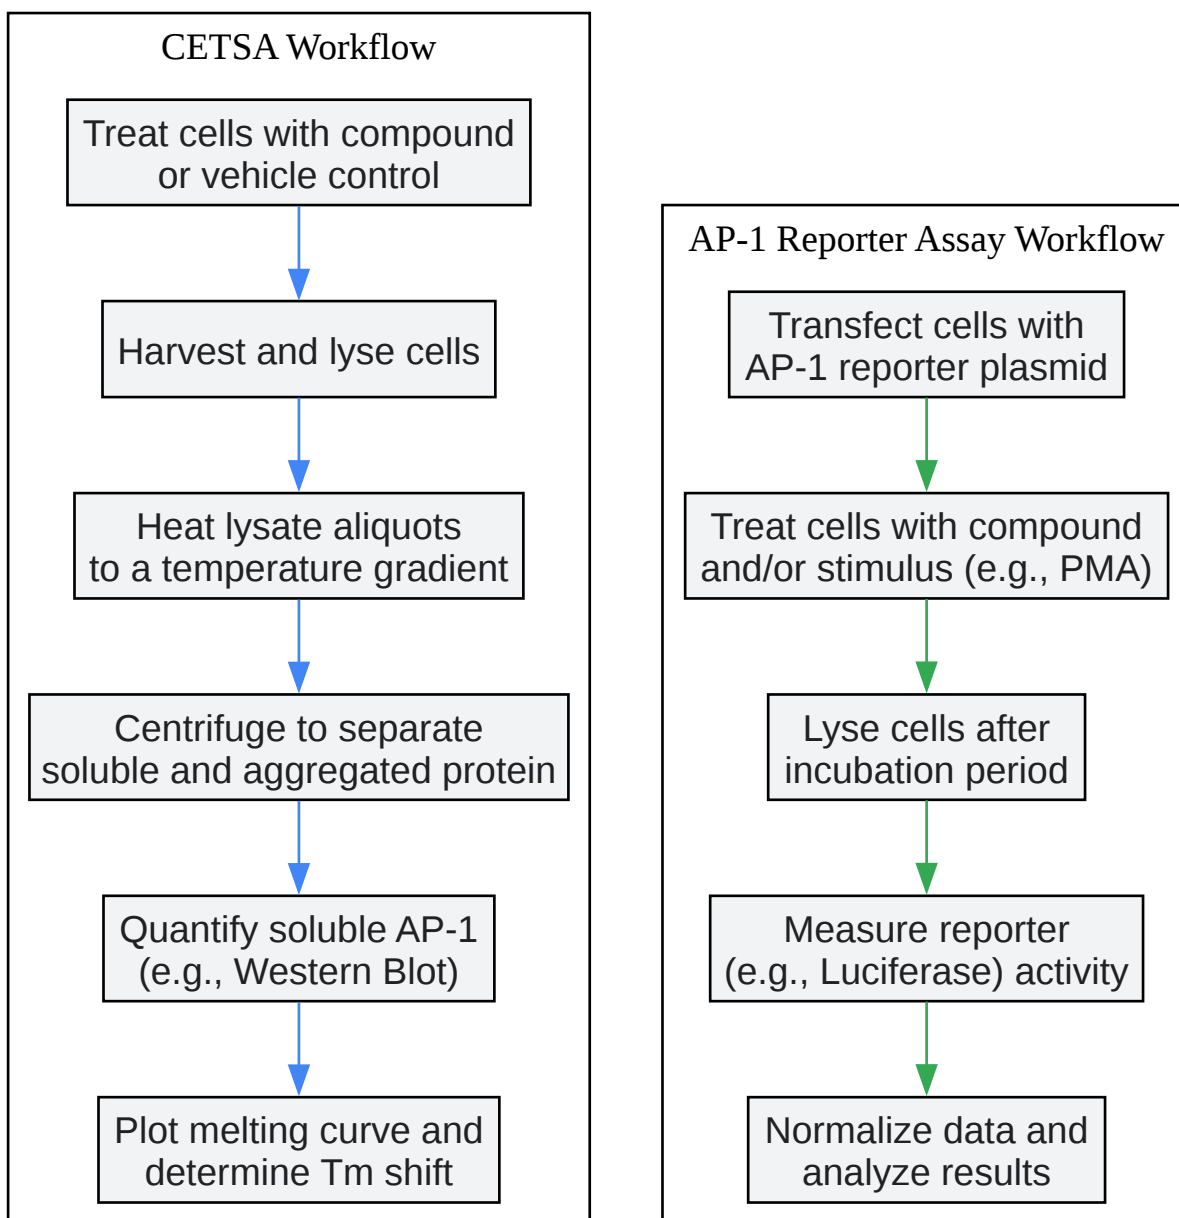 CETSA Workflow
Treat cells with compound
or vehicle control
Harvest and lyse cells
Heat lysate aliquots
to a temperature gradient
Centrifuge to separate
soluble and aggregated protein
Quantify soluble AP-1
(e.g., Western Blot)
Plot melting curve and
determine Tm shift
AP-1 Reporter Assay Workflow
Transfect cells with
AP-1 reporter plasmid
Treat cells with compound
and/or stimulus (e.g., PMA)
Lyse cells after
incubation period
Measure reporter
(e.g., Luciferase) activity
Normalize data and
analyze results